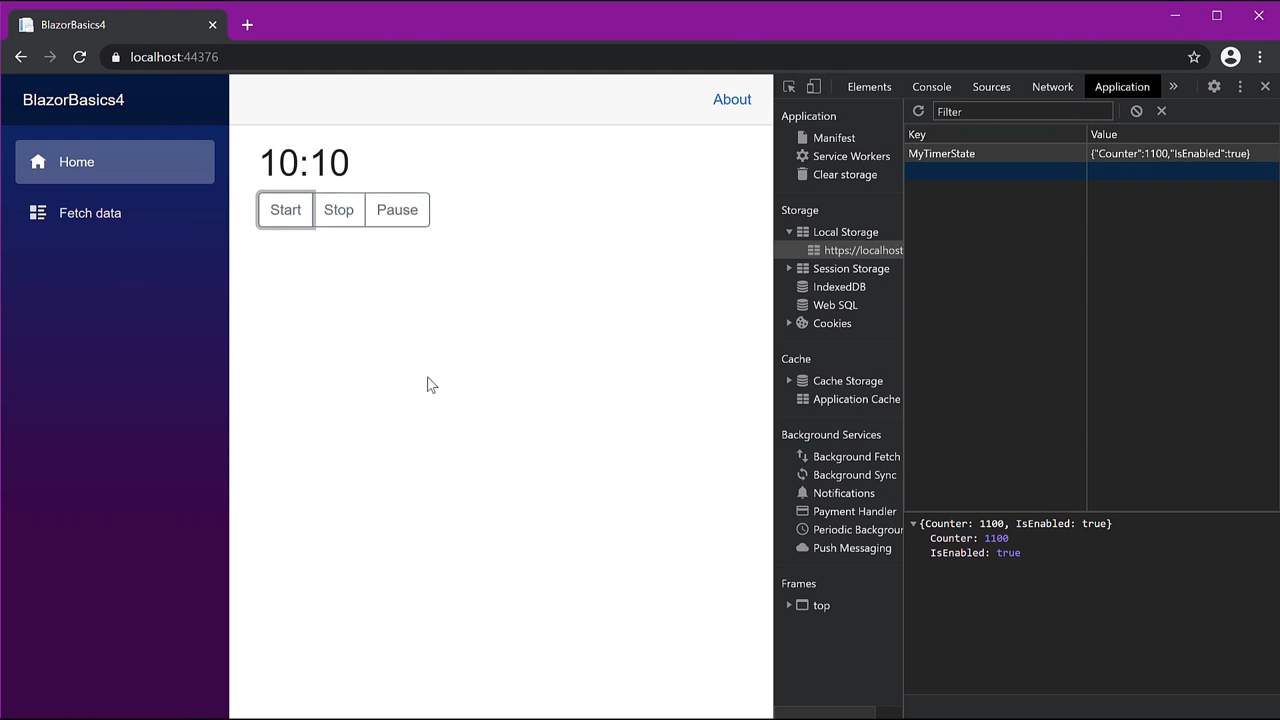 BlazorBasics4
localhost:44376
BlazorBasics4
Home
Fetch data
About
10:10
Start Stop Pause
Elements Console Sources Network Application
Application
Manifest
Service Workers
Clear storage
Storage
Local Storage
https://localhost
Session Storage
IndexedDB
Web SQL
Cookies
Cache
Cache Storage
Application Cache
Background Services
Background Fetch
Background Sync
Notifications
Payment Handler
Periodic Backgrour
Push Messaging
Frames
top
Filter
Key Value
MyTimerState {"Counter":1100,"IsEnabled":true}
{Counter: 1100, IsEnabled: true}
Counter: 1100
IsEnabled: true